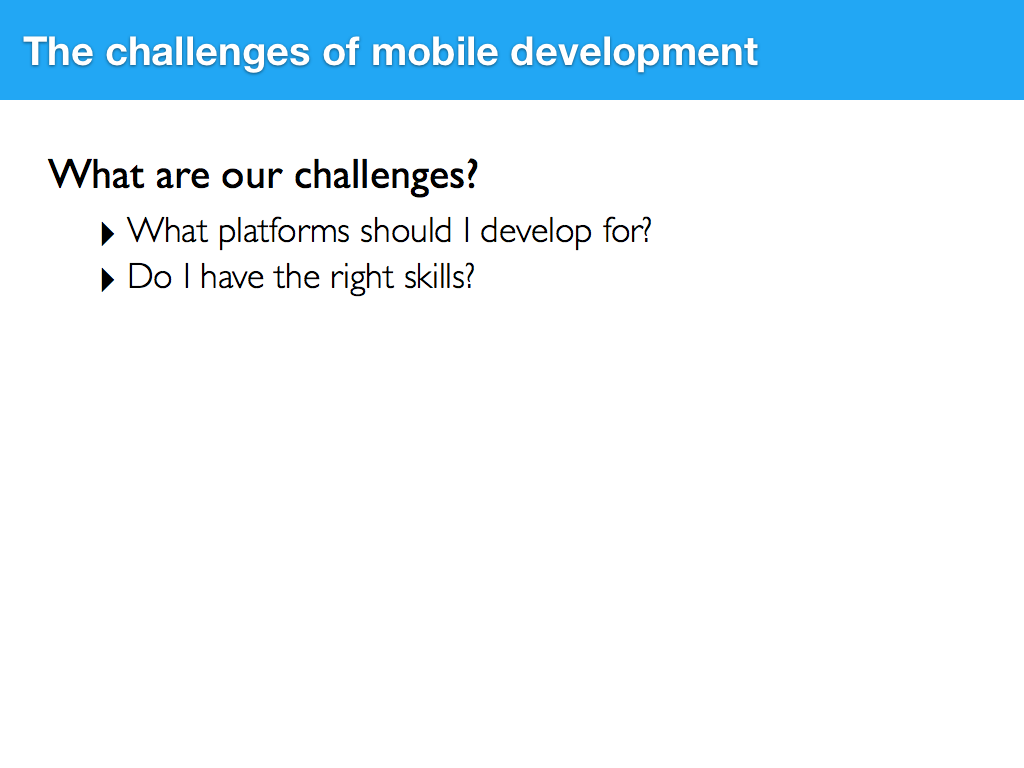 The challenges of mobile development
What are our challenges?
▸ What platforms should I develop for?
▸ Do I have the right skills?